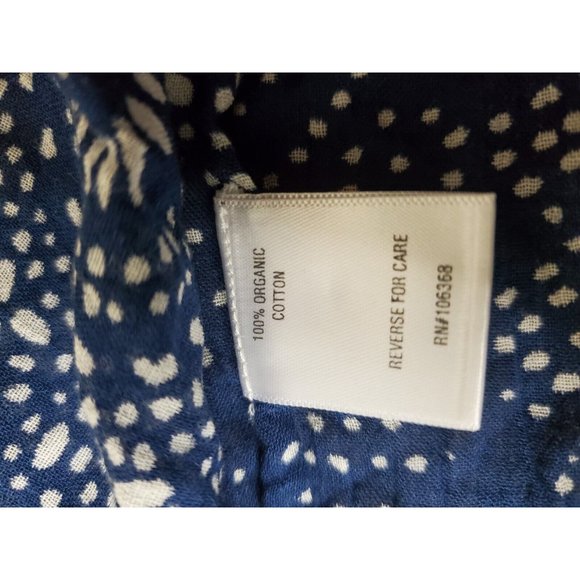 100% ORGANIC
COTTON
REVERSE FOR CARE
RN#106368